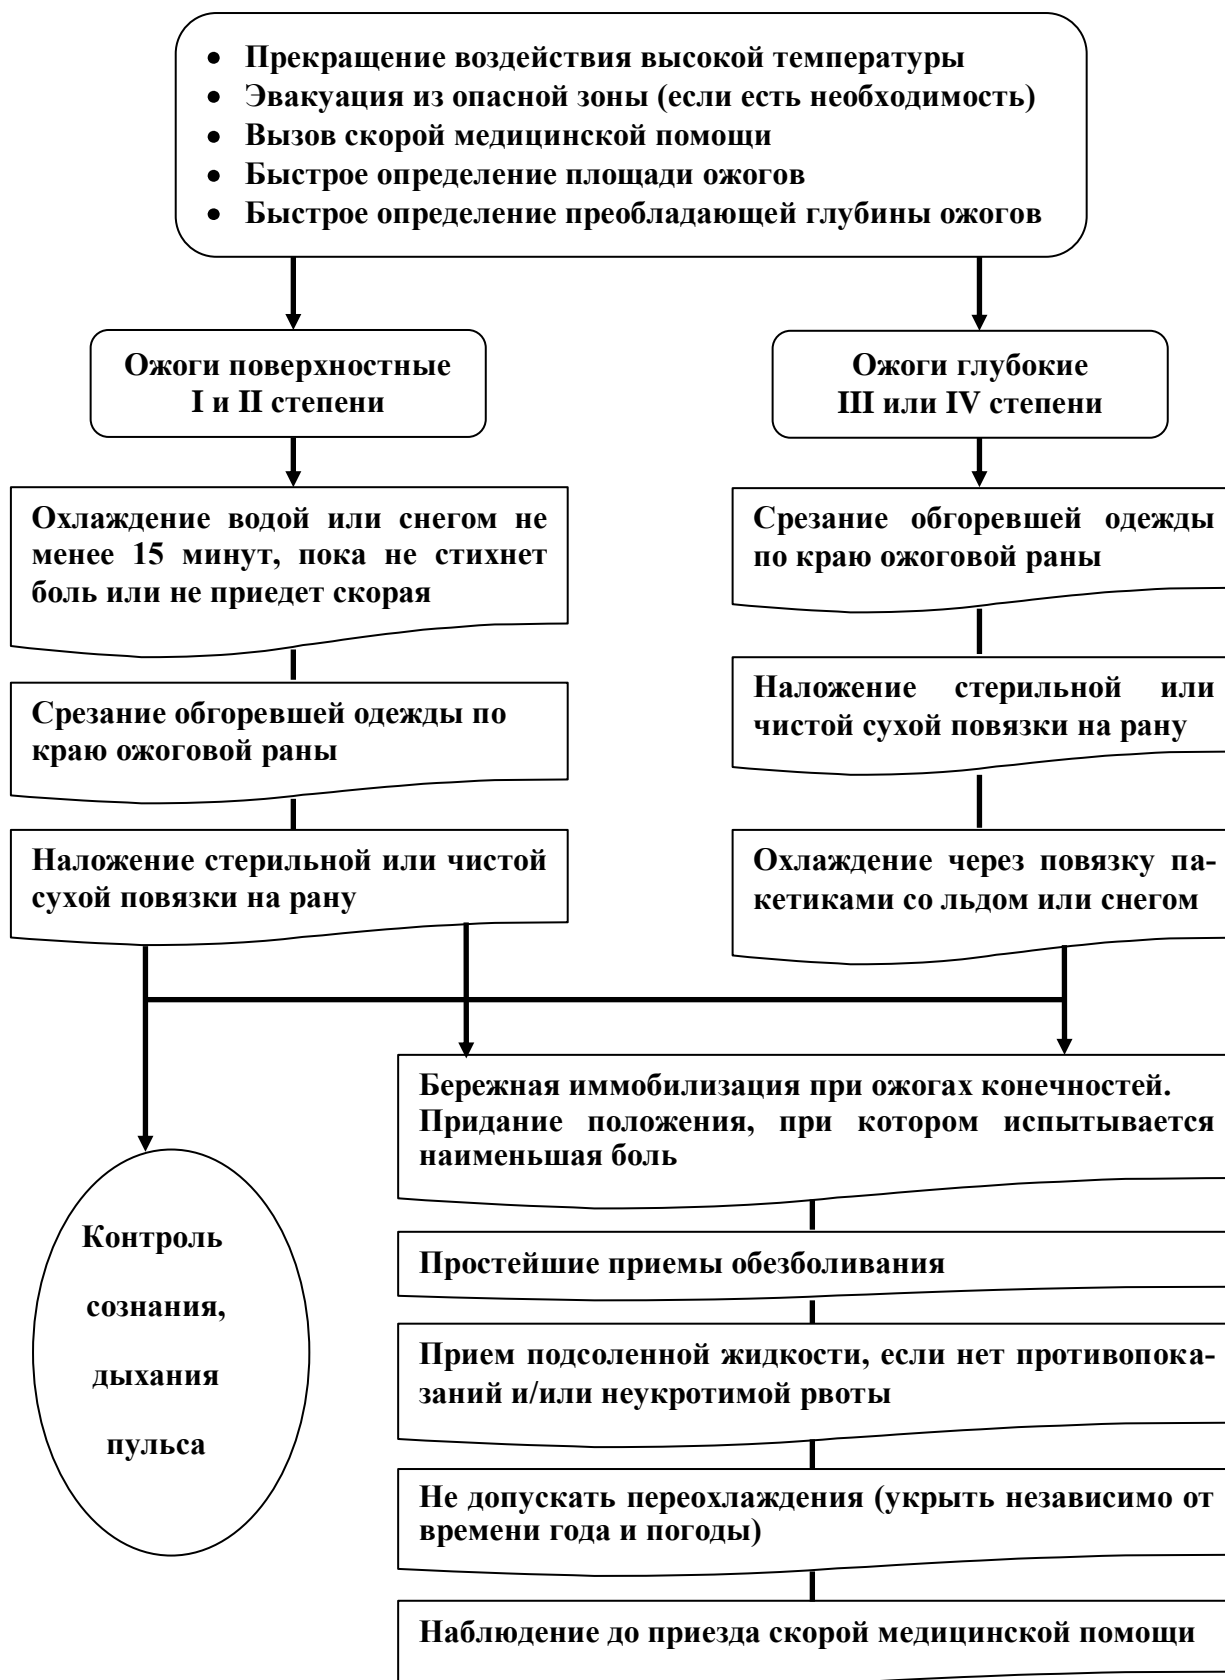 • Прекращение воздействия высокой температуры
• Эвакуация из опасной зоны (если есть необходимость)
• Вызов скорой медицинской помощи
• Быстрое определение площади ожогов
• Быстрое определение преобладающей глубины ожогов
Ожоги поверхностные
I и II степени
Охлаждение водой или снегом не
менее 15 минут, пока не стихнет
боль или не приедет скорая
Срезание обгоревшей одежды по
краю ожоговой раны
Наложение стерильной или чистой
сухой повязки на рану
Ожоги глубокие
III или IV степени
Срезание обгоревшей одежды
по краю ожоговой раны
Наложение стерильной или
чистой сухой повязки на рану
Охлаждение через повязку па-
кетиками со льдом или снегом
Контроль
сознания,
дыхания
пульса
Бережная иммобилизация при ожогах конечностей.
Придание положения, при котором испытывается
наименьшая боль
Простейшие приемы обезболивания
Прием подсоленной жидкости, если нет противопока-
заний и/или неукротимой рвоты
Не допускать переохлаждения (укрыть независимо от
времени года и погоды)
Наблюдение до приезда скорой медицинской помощи